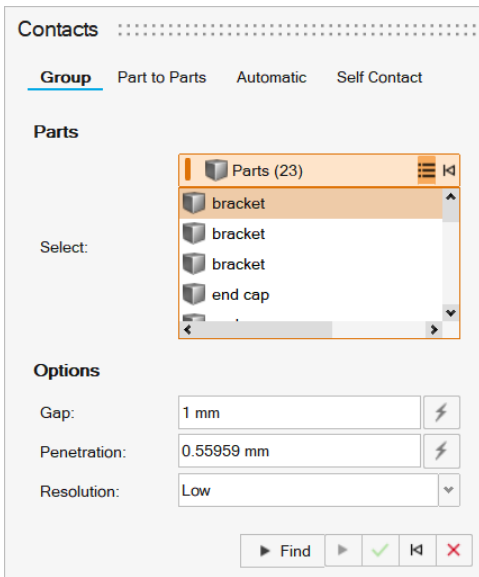 Contacts
Group Part to Parts Automatic Self Contact
Parts
Parts (23)
bracket
bracket
bracket
end cap
Select:
Options
Gap: 1 mm
Penetration: 0.55959 mm
Resolution: Low
Find